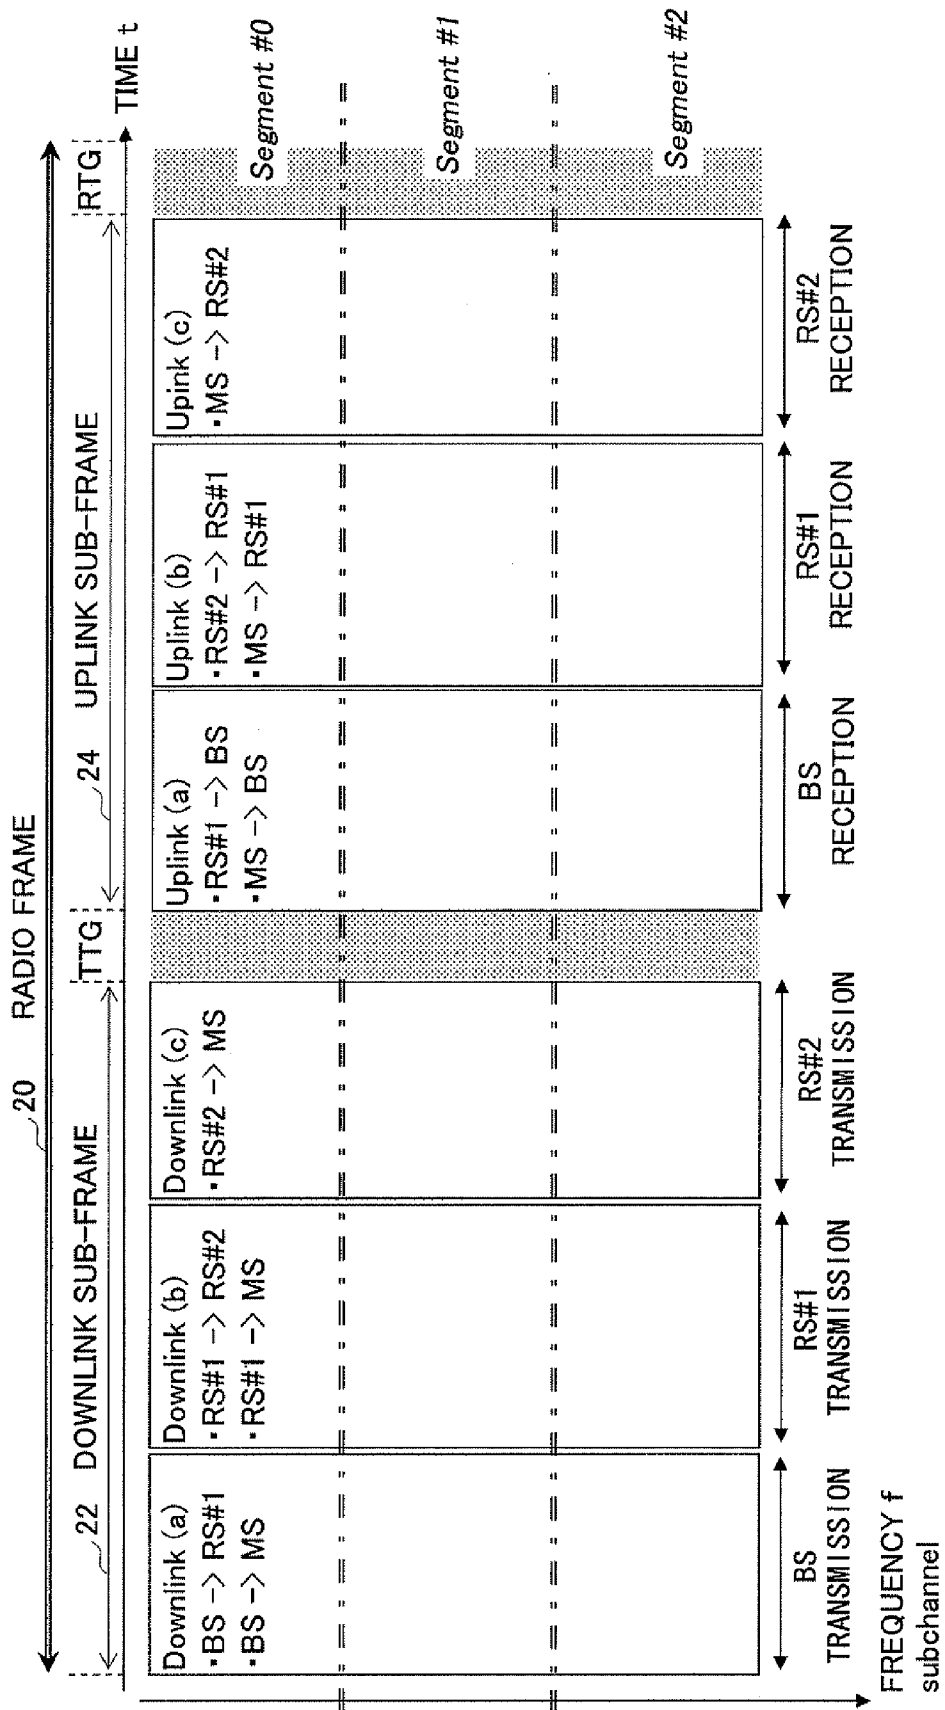 20 RADIO FRAME
22 DOWNLINK SUB-FRAME
TTG
24 UPLINK SUB-FRAME
RTG
TIME t
Downlink (a)
▪BS -> RS#1
▪BS -> MS
Downlink (b)
▪RS#1 -> RS#2
▪RS#1 -> MS
Downlink (c)
▪RS#2 -> MS
Uplink (a)
▪RS#1 -> BS
▪MS -> BS
Uplink (b)
▪RS#2 -> RS#1
▪MS -> RS#1
Upink (c)
▪MS -> RS#2
Segment #0
Segment #1
Segment #2
BS
TRANSMISSION
RS#1
TRANSMISSION
RS#2
TRANSMISSION
BS
RECEPTION
RS#1
RECEPTION
RS#2
RECEPTION
FREQUENCY f
subchannel